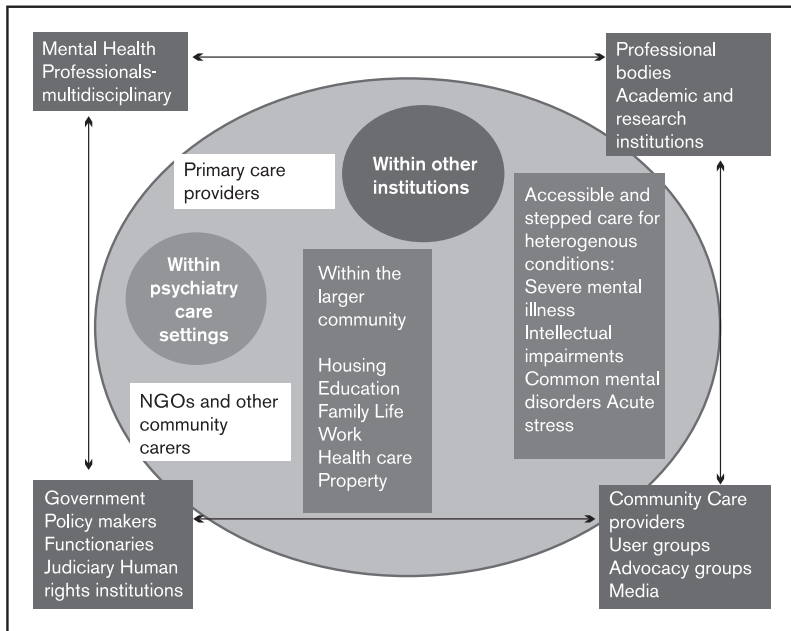 Mental Health
Professionals-
multidisciplinary
Professional
bodies
Academic and
research
institutions
Primary care
providers
Within other
institutions
Accessible and
stepped care for
heterogenous
conditions:
Severe mental
illness
Intellectual
impairments
Common mental
disorders Acute
stress
Within
psychiatry
care
settings
Within the
larger
community
Housing
Education
Family Life
Work
Health care
Property
NGOs and other
community
carers
Government
Policy makers
Functionaries
Judiciary Human
rights institutions
Community Care
providers
User groups
Advocacy groups
Media